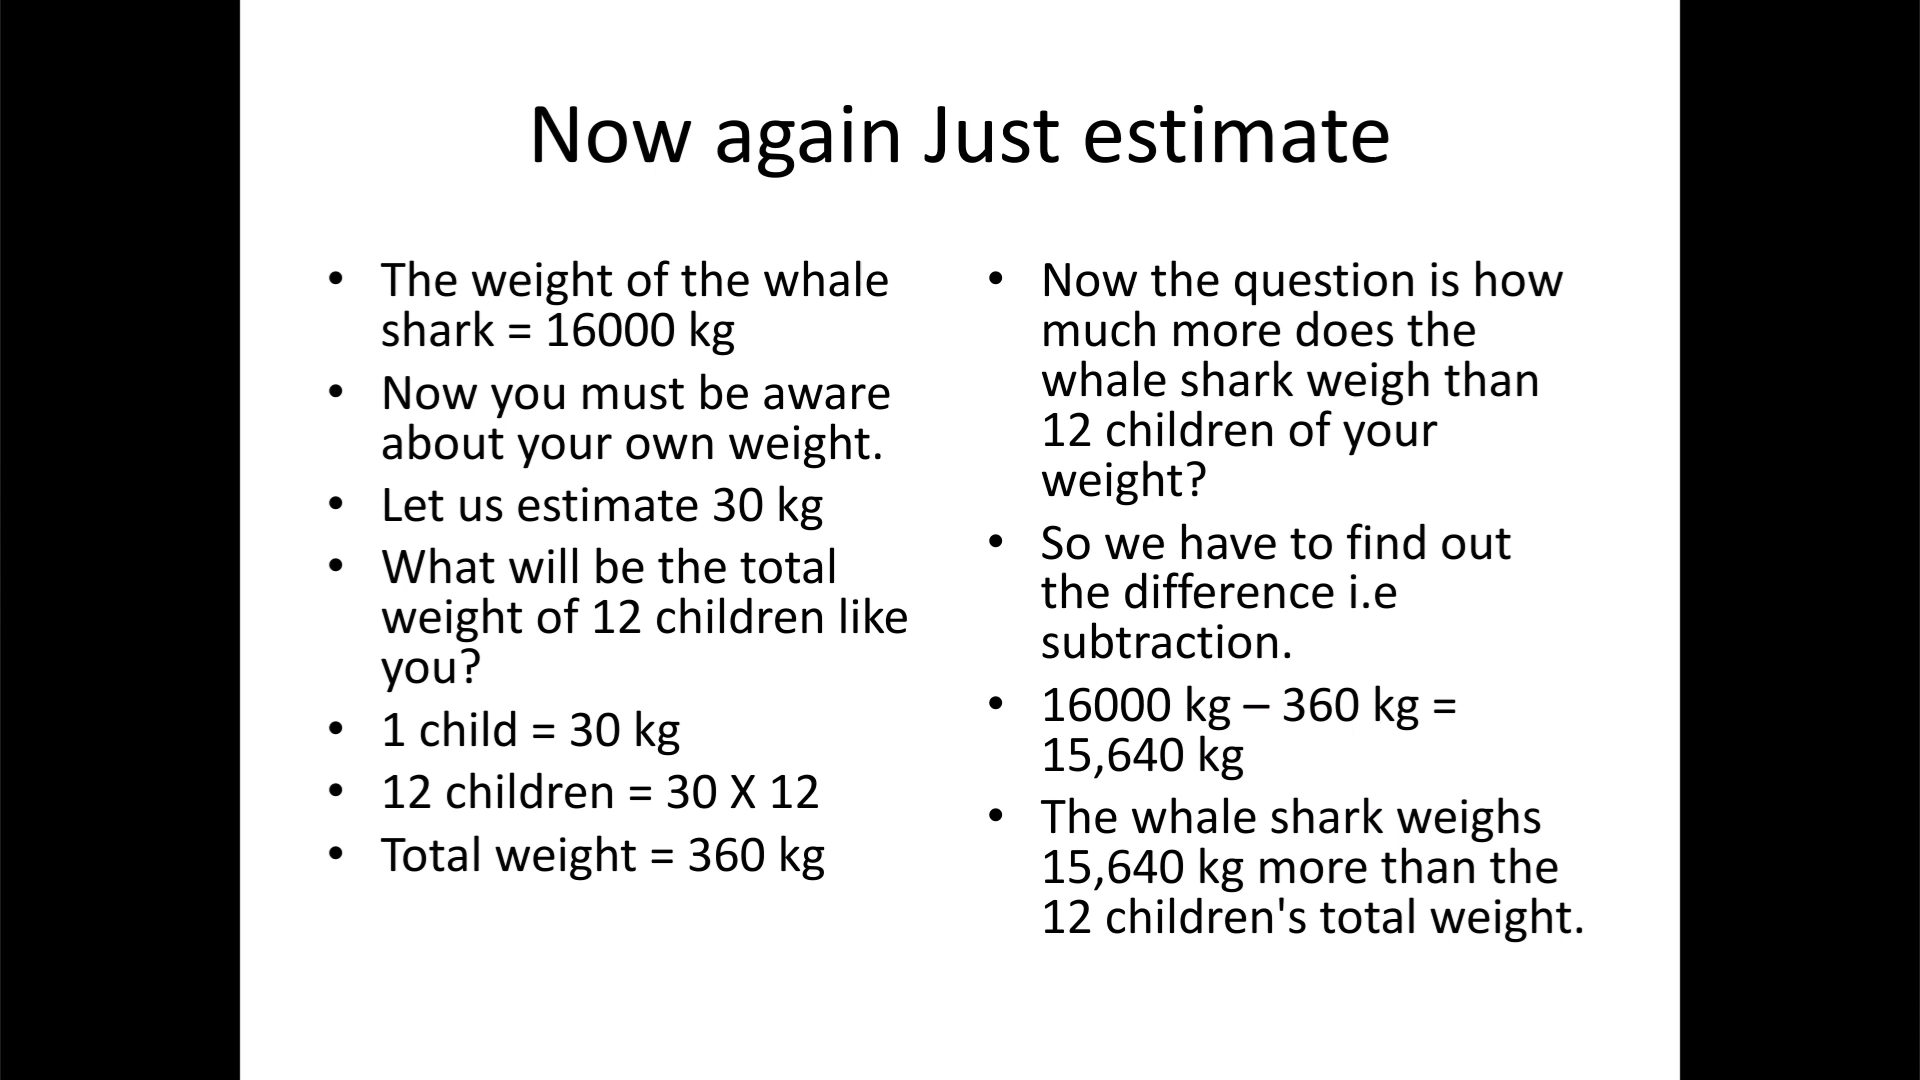 Now again Just estimate
• The weight of the whale
shark = 16000 kg
• Now you must be aware
about your own weight.
• Let us estimate 30 kg
• What will be the total
weight of 12 children like
you?
• 1 child = 30 kg
• 12 children = 30 X 12
• Total weight = 360 kg
• Now the question is how
much more does the
whale shark weigh than
12 children of your
weight?
• So we have to find out
the difference i.e
subtraction.
• 16000 kg – 360 kg =
15,640 kg
• The whale shark weighs
15,640 kg more than the
12 children's total weight.